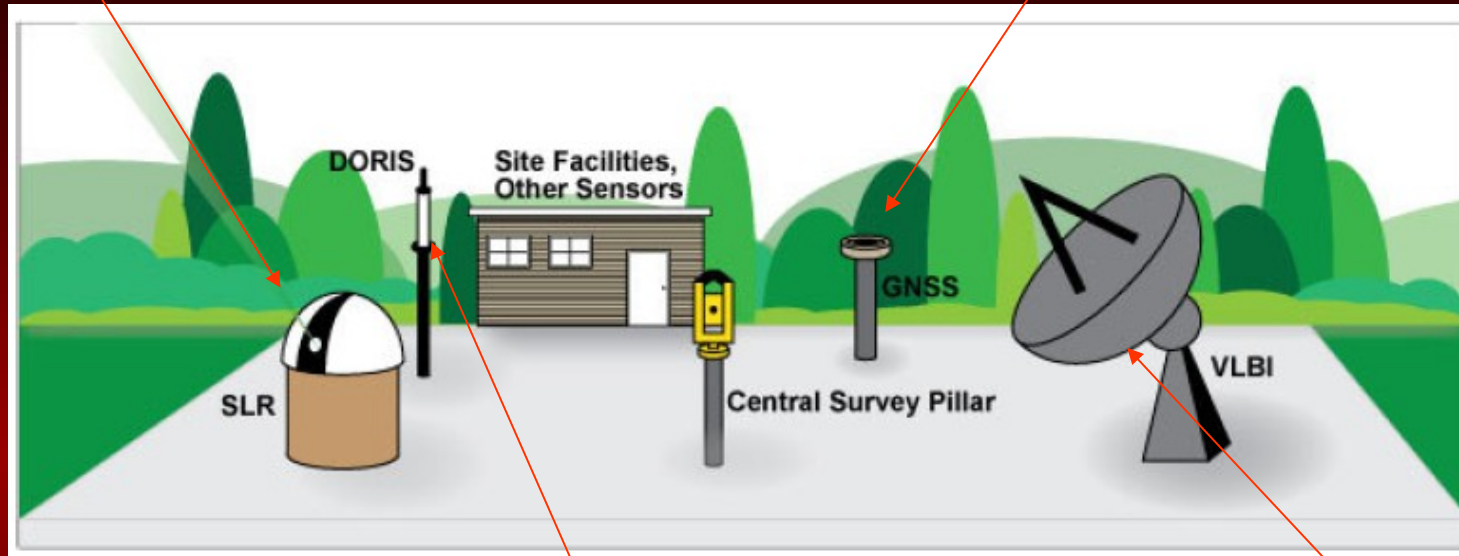 DORIS
Site Facilities,
Other Sensors
GNSS
VLBI
SLR
Central Survey Pillar